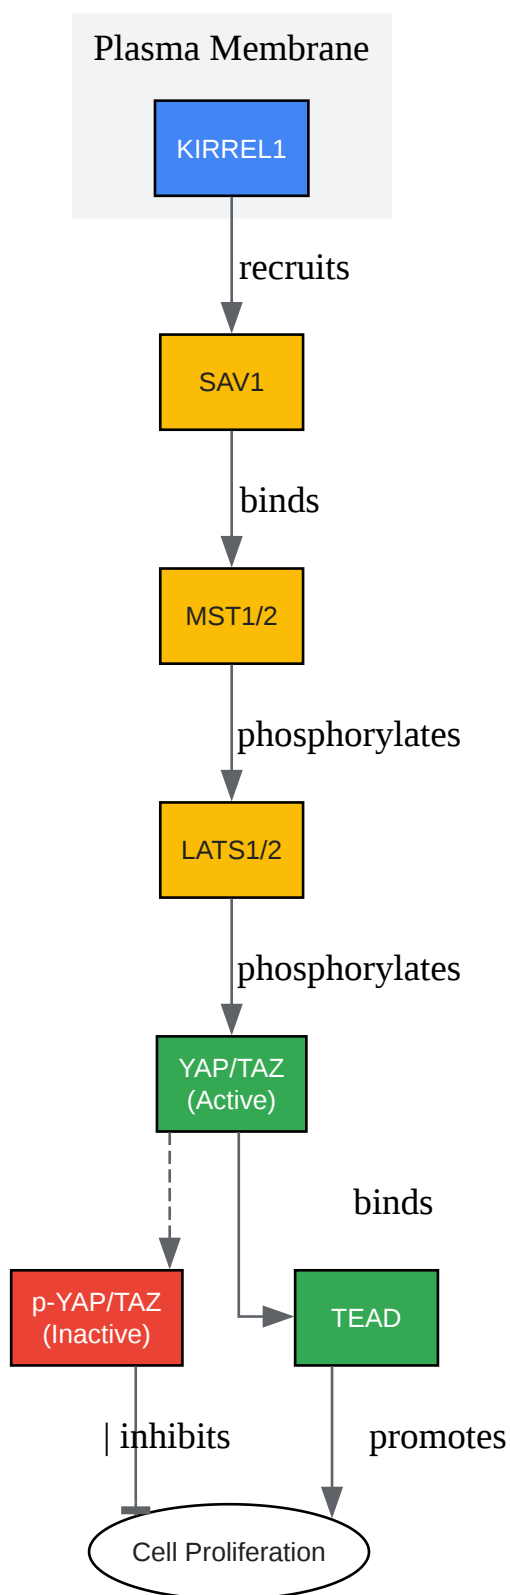 Plasma Membrane
KIRREL1
recruits
SAV1
binds
MST1/2
phosphorylates
LATS1/2
phosphorylates
YAP/TAZ
(Active)
binds
p-YAP/TAZ
(Inactive)
TEAD
| inhibits
promotes
Cell Proliferation